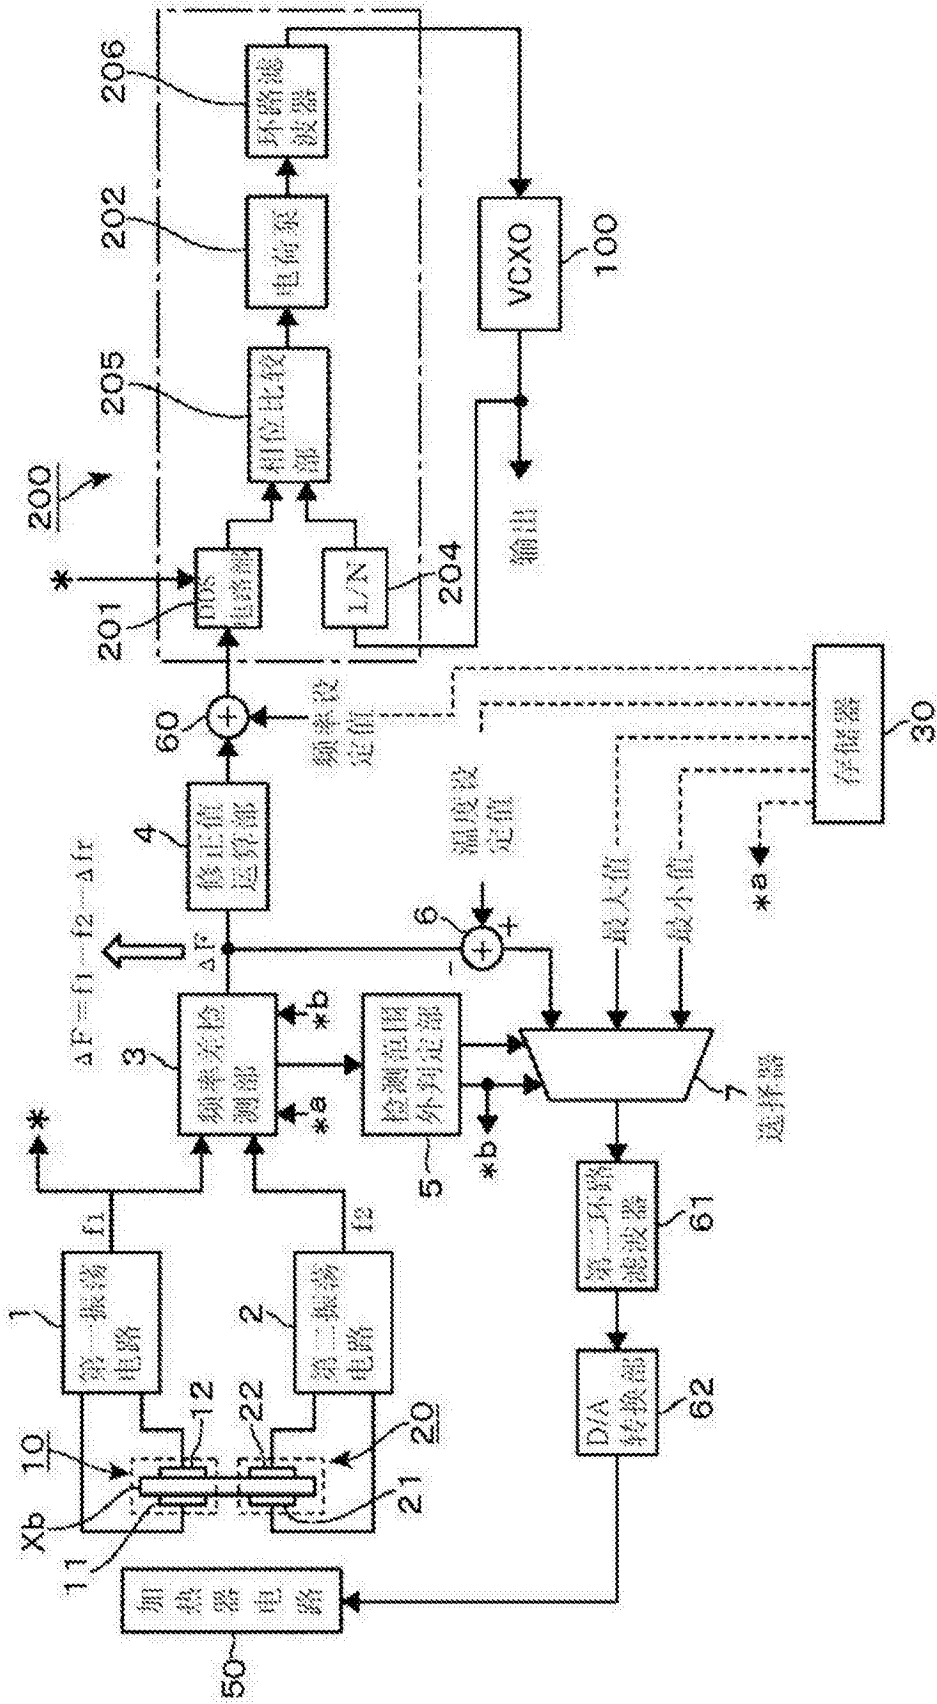 200
*
206
环路滤
波器
202
电荷泵
205
相位比较
部
201
DDS
电路部
1/N
204
VCXO
100
输出
60
+
频率设
定值
4
修正值
运算部
ΔF=f1-f2-Δfr
ΔF
3
频率差检
测部
*a
*b
*
f1
f2
1
第一振荡
电路
2
第二振荡
电路
10
12
Xb
11
22
20
21
5
检测范围
外判定部
*b
6
-
+
+
温度设
定值
最大值
最小值
*a
存储器
30
7
选择器
第二环路
滤波器
61
D/A
转换部
62
加热器电路
50